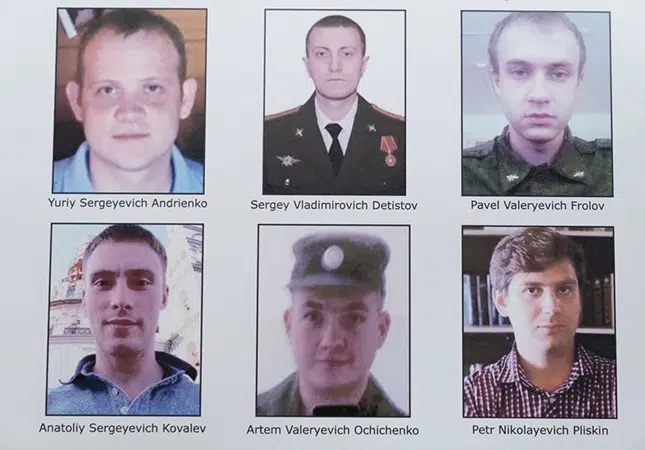 Yuriy Sergeyevich Andrienko
Sergey Vladimirovich Detistov
Pavel Valeryevich Frolov
Anatoliy Sergeyevich Kovalev
Artem Valeryevich Ochichenko
Petr Nikolayevich Pliskin